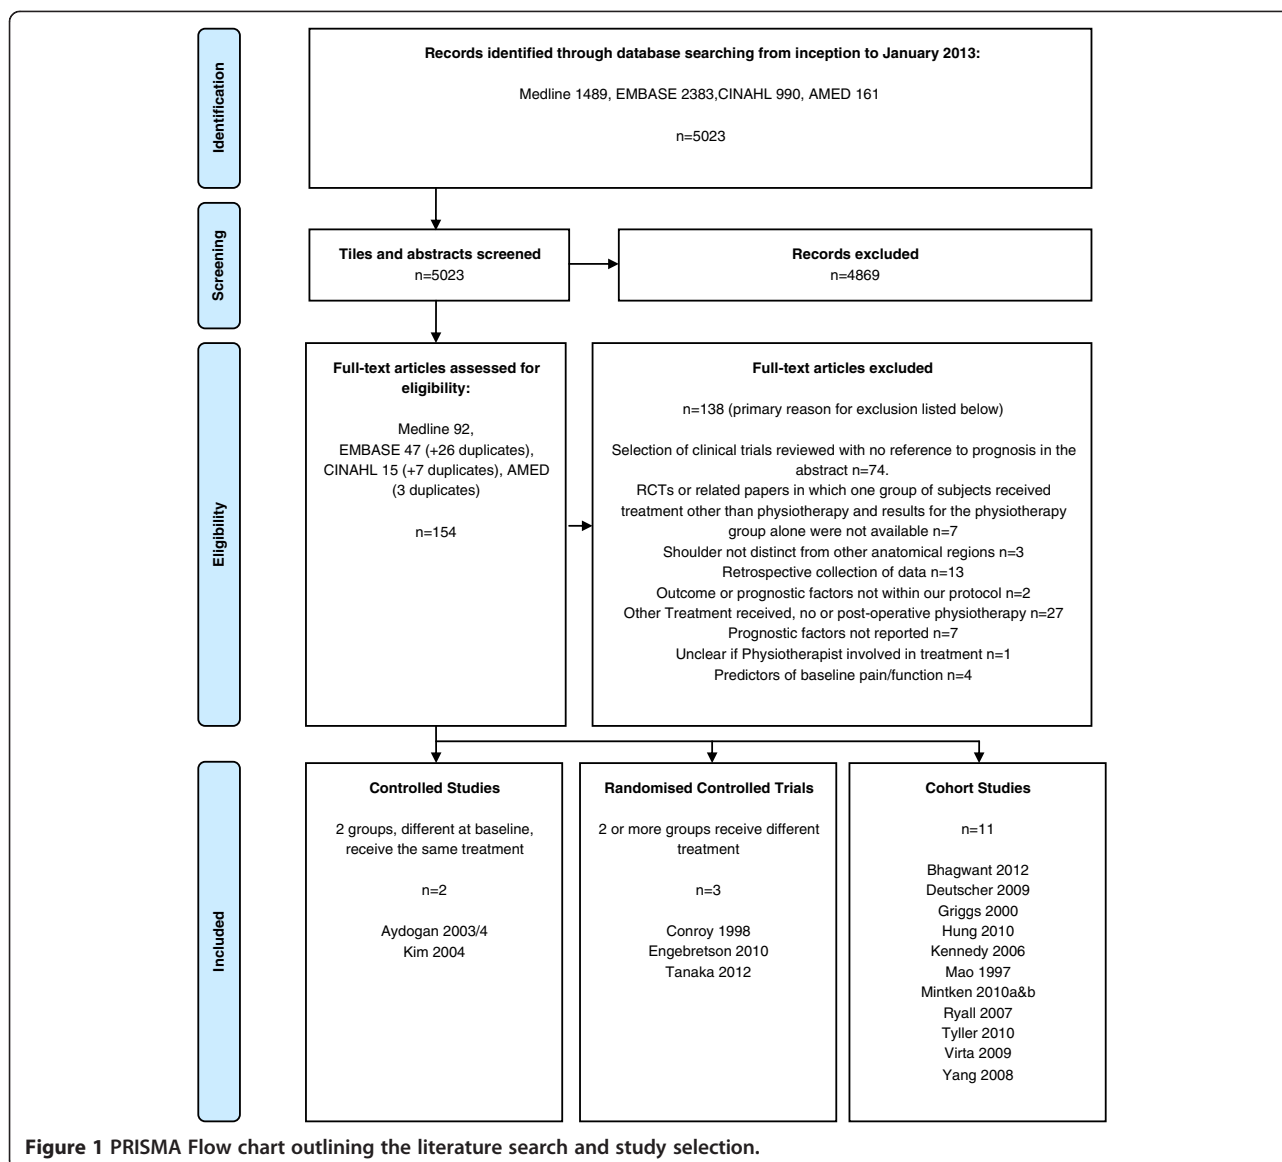 Identification
Records identified through database searching from inception to January 2013:
Medline 1489, EMBASE 2383,CINAHL 990, AMED 161
n=5023
Screening
Tiles and abstracts screened
n=5023
Records excluded
n=4869
Eligibility
Full-text articles assessed for
eligibility:
Medline 92,
EMBASE 47 (+26 duplicates),
CINAHL 15 (+7 duplicates), AMED
(3 duplicates)
n=154
Full-text articles excluded
n=138 (primary reason for exclusion listed below)
Selection of clinical trials reviewed with no reference to prognosis in the
abstract n=74.
RCTs or related papers in which one group of subjects received
treatment other than physiotherapy and results for the physiotherapy
group alone were not available n=7
Shoulder not distinct from other anatomical regions n=3
Retrospective collection of data n=13
Outcome or prognostic factors not within our protocol n=2
Other Treatment received, no or post-operative physiotherapy n=27
Prognostic factors not reported n=7
Unclear if Physiotherapist involved in treatment n=1
Predictors of baseline pain/function n=4
Included
Controlled Studies
2 groups, different at baseline,
receive the same treatment
n=2
Aydogan 2003/4
Kim 2004
Randomised Controlled Trials
2 or more groups receive different
treatment
n=3
Conroy 1998
Engebretson 2010
Tanaka 2012
Cohort Studies
n=11
Bhagwant 2012
Deutscher 2009
Griggs 2000
Hung 2010
Kennedy 2006
Mao 1997
Mintken 2010a&b
Ryall 2007
Tyller 2010
Virta 2009
Yang 2008
Figure 1 PRISMA Flow chart outlining the literature search and study selection.